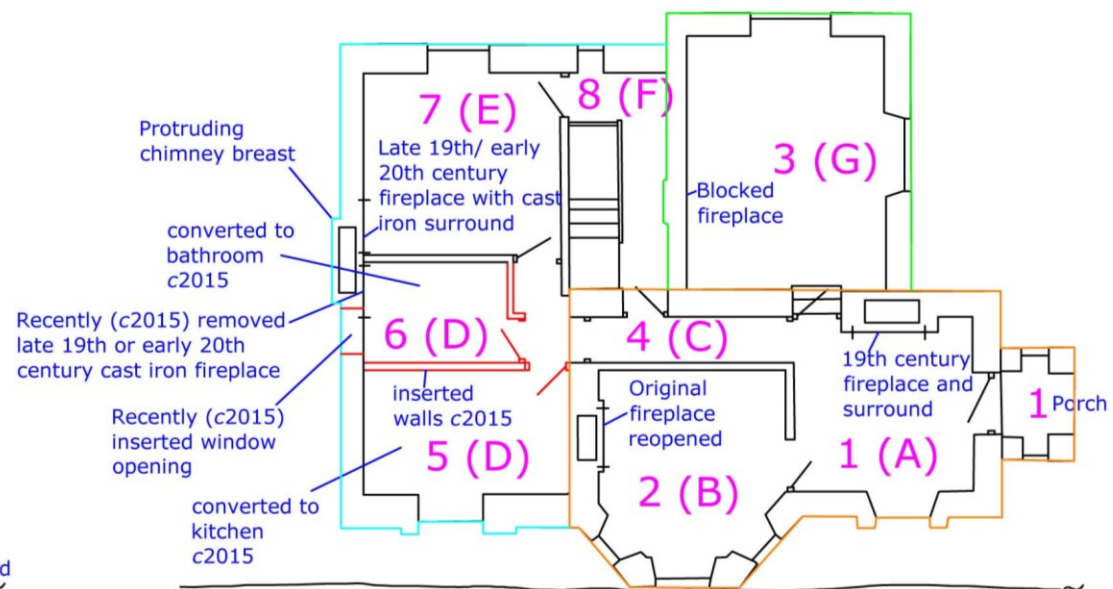 7 (E)
8 (F)
3 (G)
Protruding
chimney breast
Late 19th/ early
20th century
fireplace with cast
iron surround
Blocked
fireplace
converted to
bathroom
c2015
Recently (c2015) removed
late 19th or early 20th
century cast iron fireplace
6 (D)
4 (C)
19th century
fireplace and
surround
1 Porch
inserted
walls c2015
Original
fireplace
reopened
Recently (c2015)
inserted window
opening
5 (D)
2 (B)
1 (A)
converted to
kitchen
c2015
d